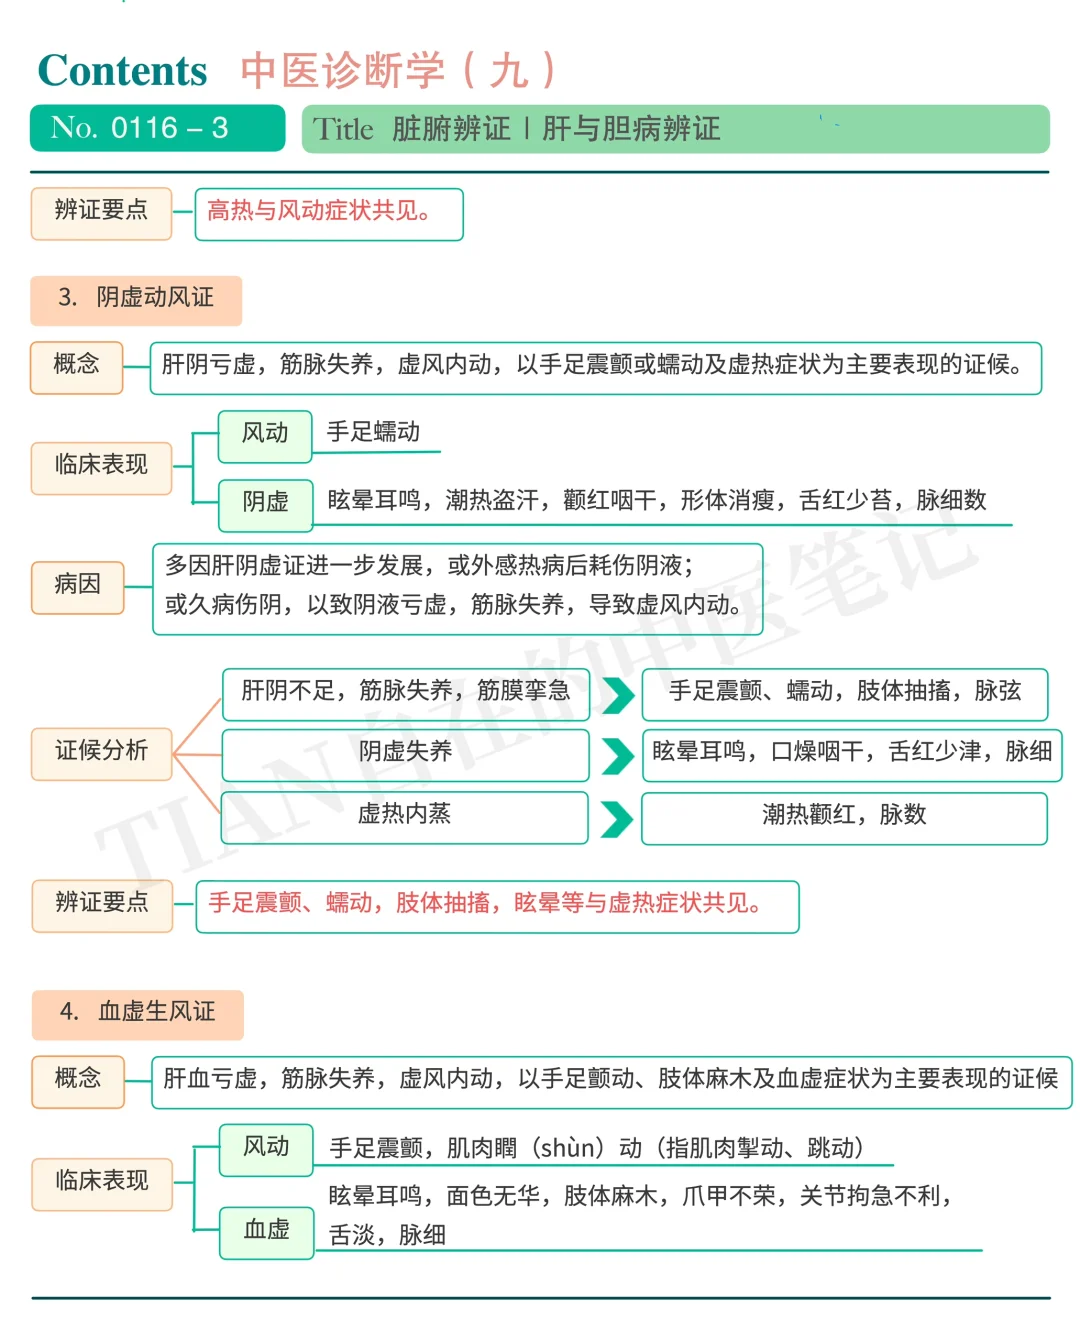 Contents 中医诊断学（九）
No. 0116 – 3
Title 脏腑辨证 | 肝与胆病辨证
辨证要点
高热与风动症状共见。
3. 阴虚动风证
概念
肝阴亏虚，筋脉失养，虚风内动，以手足震颤或蠕动及虚热症状为主要表现的证候。
临床表现
风动
手足蠕动
阴虚
眩晕耳鸣，潮热盗汗，颧红咽干，形体消瘦，舌红少苔，脉细数
病因
多因肝阴虚证进一步发展，或外感热病后耗伤阴液；
或久病伤阴，以致阴液亏虚，筋脉失养，导致虚风内动。
证候分析
肝阴不足，筋脉失养，筋膜挛急
手足震颤、蠕动，肢体抽搐，脉弦
阴虚失养
眩晕耳鸣，口燥咽干，舌红少津，脉细
虚热内蒸
潮热颧红，脉数
辨证要点
手足震颤、蠕动，肢体抽搐，眩晕等与虚热症状共见。
4. 血虚生风证
概念
肝血亏虚，筋脉失养，虚风内动，以手足颤动、肢体麻木及血虚症状为主要表现的证候
临床表现
风动
手足震颤，肌肉瞤（shùn）动（指肌肉掣动、跳动）
血虚
眩晕耳鸣，面色无华，肢体麻木，爪甲不荣，关节拘急不利，
舌淡，脉细
TIAN自在的中医笔记